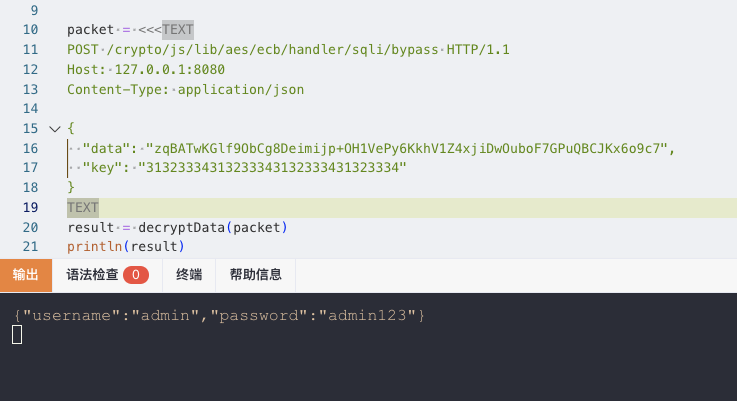 9
10 packet = <<<TEXT
11 POST /crypto/js/lib/aes/ecb/handler/sqli/bypass HTTP/1.1
12 Host: 127.0.0.1:8080
13 Content-Type: application/json
14
15 {
16 "data": "zqBATwKGlf9ObCg8Deimijp+OH1VePy6KkhV1Z4xjiDwOuboF7GPuQBCJKx6o9c7",
17 "key": "31323334313233343132333431323334"
18 }
19 TEXT
20 result = decryptData(packet)
21 println(result)
输出 语法检查 0 终端 帮助信息
{"username":"admin","password":"admin123"}